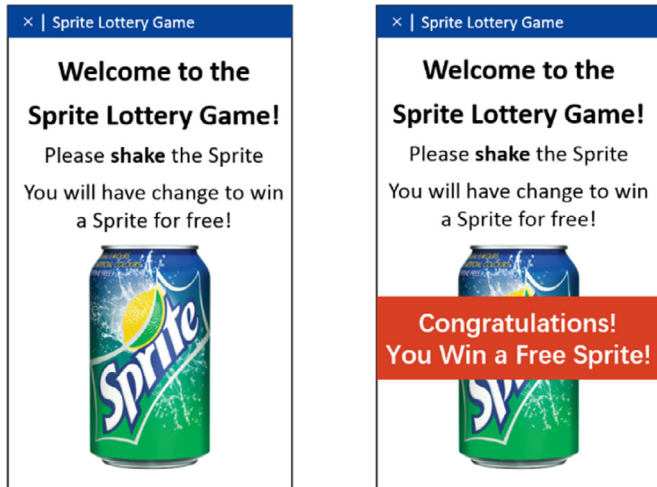 × | Sprite Lottery Game
Welcome to the
Sprite Lottery Game!
Please shake the Sprite
You will have change to win
a Sprite for free!
Sprite
× | Sprite Lottery Game
Welcome to the
Sprite Lottery Game!
Please shake the Sprite
You will have change to win
a Sprite for free!
Congratulations!
You Win a Free Sprite!